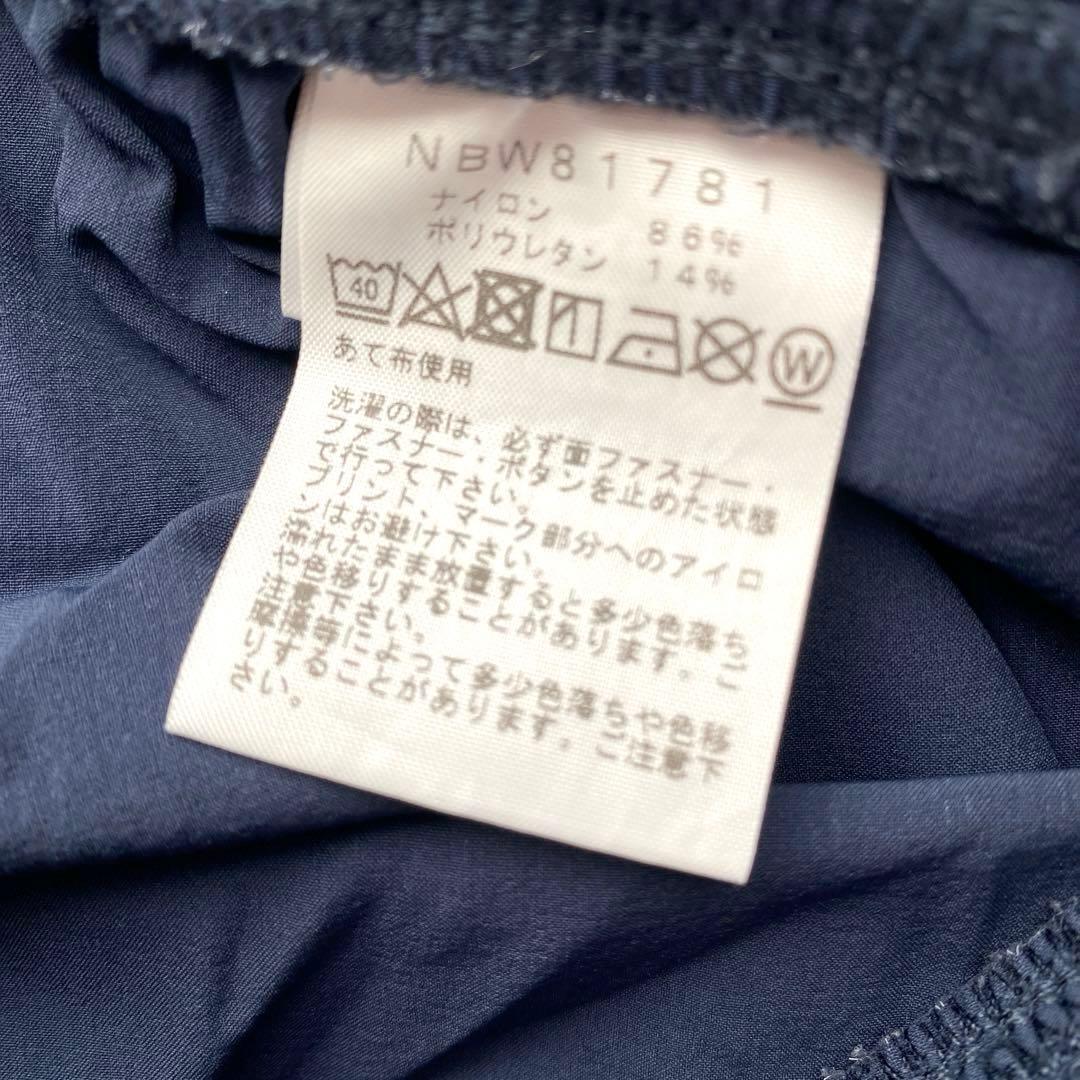 NBW81781
ナイロン 86%
ポリウレタン 14%
40 W
あて布使用
洗濯の際は、必ず面ファスナー・
ファスナー・ボタンを止めた状態
で行って下さい。
プリント、マーク部分へのアイロ
ンはお避け下さい。
濡れたまま放置すると多少色落ち
や色移りすることがあります。ご
注意下さい。
摩擦等によって多少色落ちや色移
りすることがあります。ご注意下
さい。